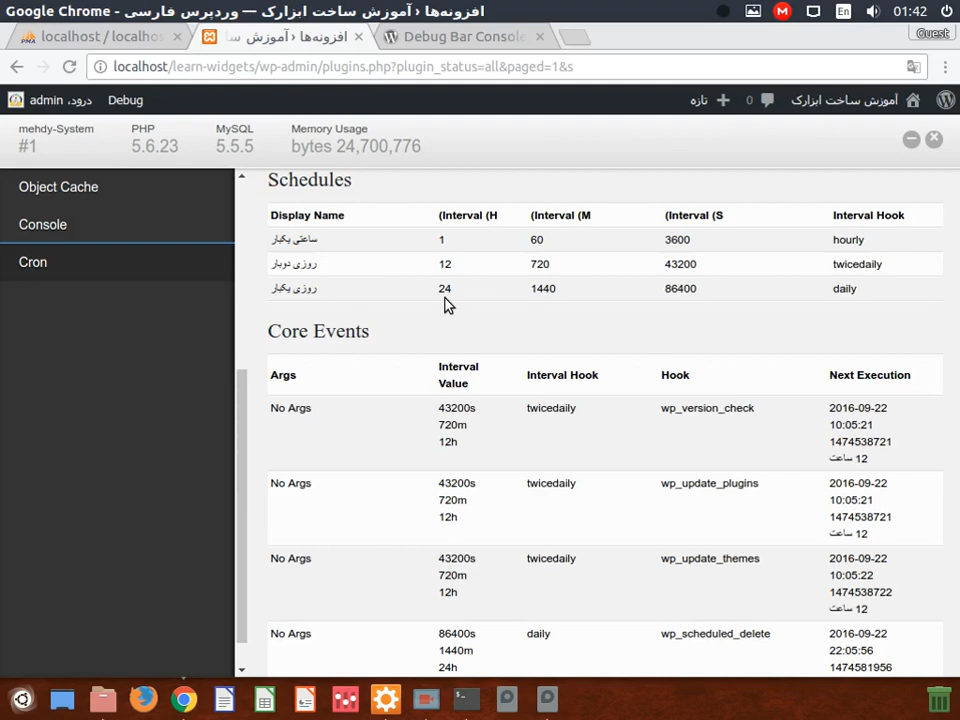 Google Chrome - افزونه‌ها ‹ آموزش ساخت ابزارک — وردپرس فارسی
En
01:42
localhost / localhos
افزونه‌ها ‹ آموزش سا
Debug Bar Console
Guest
localhost/learn-widgets/wp-admin/plugins.php?plugin_status=all&paged=1&s
درود، admin
Debug
تازه
0
آموزش ساخت ابزارک
mehdy-System
#1
PHP
5.6.23
MySQL
5.5.5
Memory Usage
bytes 24,700,776
Object Cache
Console
Cron
Schedules
Display Name (Interval (H (Interval (M (Interval (S Interval Hook
ساعتی یکبار 1 60 3600 hourly
روزی دوبار 12 720 43200 twicedaily
روزی یکبار 24 1440 86400 daily
Core Events
Args Interval Value Interval Hook Hook Next Execution
No Args 43200s twicedaily wp_version_check 2016-09-22
720m 10:05:21
12h 1474538721
12 ساعت
No Args 43200s twicedaily wp_update_plugins 2016-09-22
720m 10:05:21
12h 1474538721
12 ساعت
No Args 43200s twicedaily wp_update_themes 2016-09-22
720m 10:05:22
12h 1474538722
12 ساعت
No Args 86400s daily wp_scheduled_delete 2016-09-22
1440m 22:05:56
24h 1474581956